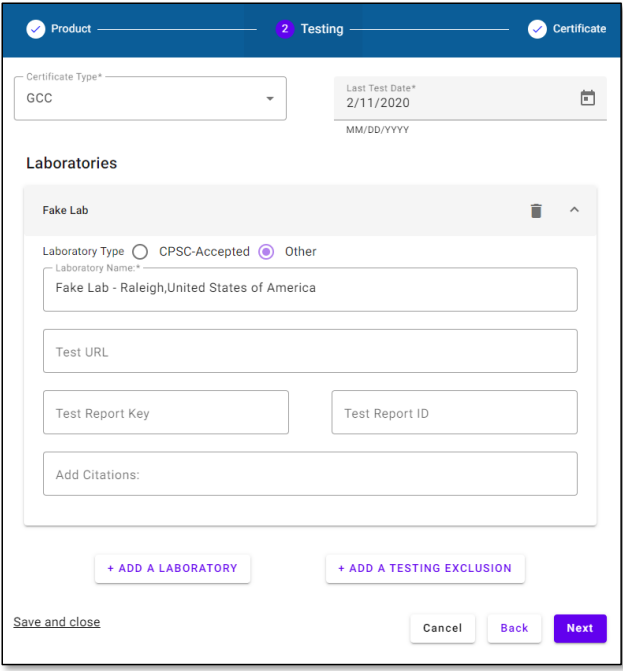 Product
2 Testing
Certificate
Certificate Type*
GCC
Last Test Date*
2/11/2020
MM/DD/YYYY
Laboratories
Fake Lab
Laboratory Type CPSC-Accepted Other
Laboratory Name:*
Fake Lab - Raleigh,United States of America
Test URL
Test Report Key
Test Report ID
Add Citations:
+ ADD A LABORATORY
+ ADD A TESTING EXCLUSION
Save and close
Cancel
Back
Next